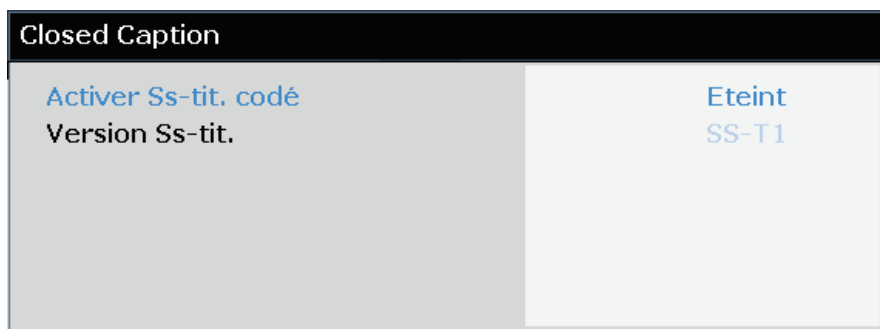 Closed Caption
Activer Ss-tit. codé Eteint
Version Ss-tit. SS-T1